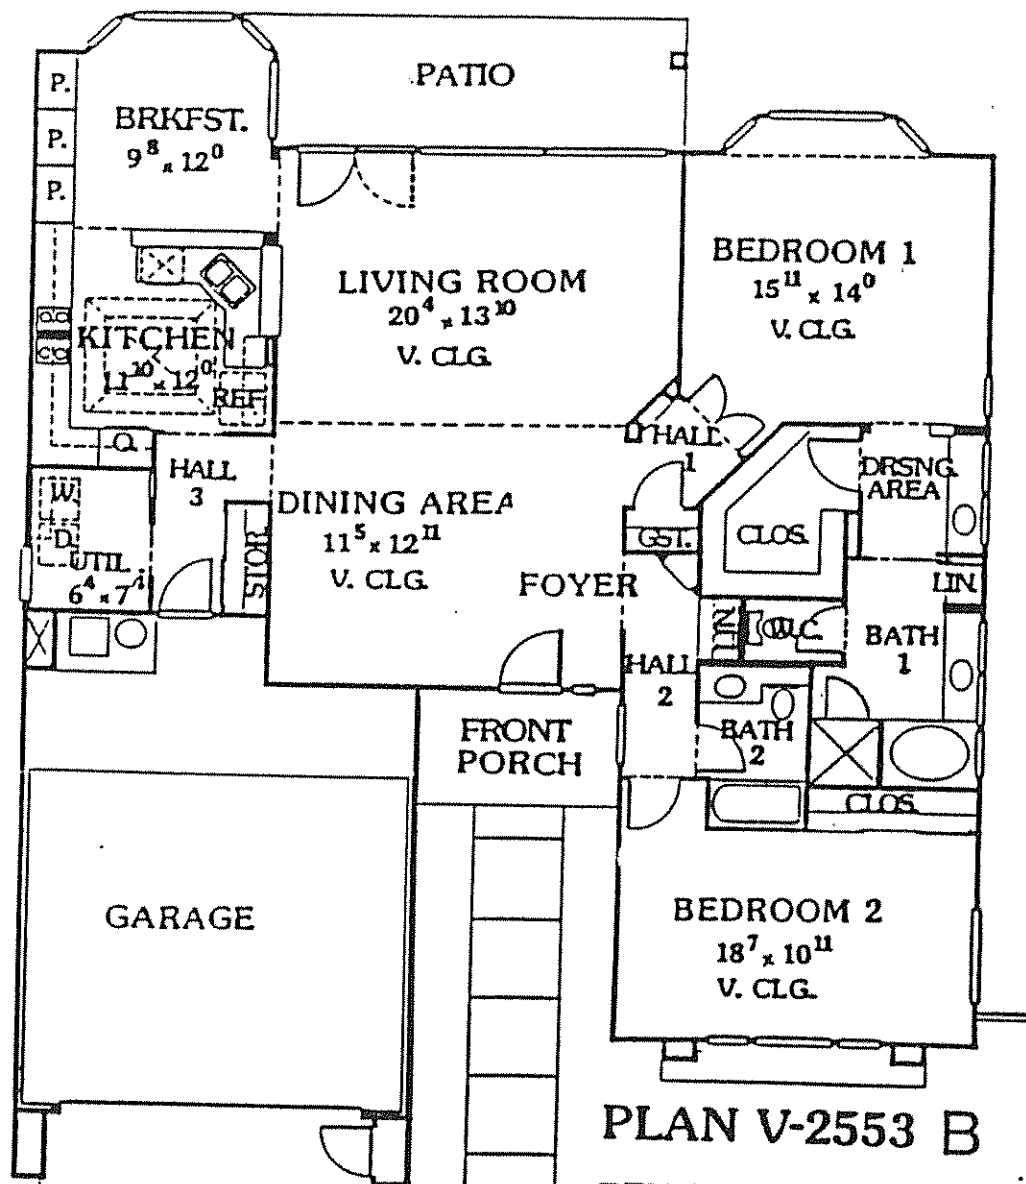 PATIO
P.
P.
P.
BRKFST.
9⁸ x 12⁰
LIVING ROOM
20⁴ x 13¹⁰
V. CLG.
BEDROOM 1
15¹¹ x 14⁰
V. CLG.
KITCHEN
11¹⁰ x 12⁰
REF.
O.
HALL
3
HALL
1
DRSNG.
AREA
W.
D.
UTIL
STOR.
DINING AREA
11⁵ x 12¹¹
V. CLG.
GST.
CLOS.
FOYER
LIN.
LIN.
W.C.
BATH
1
HALL
2
BATH
2
FRONT
PORCH
CLOS.
GARAGE
BEDROOM 2
18⁷ x 10¹¹
V. CLG.
PLAN V-2553 B